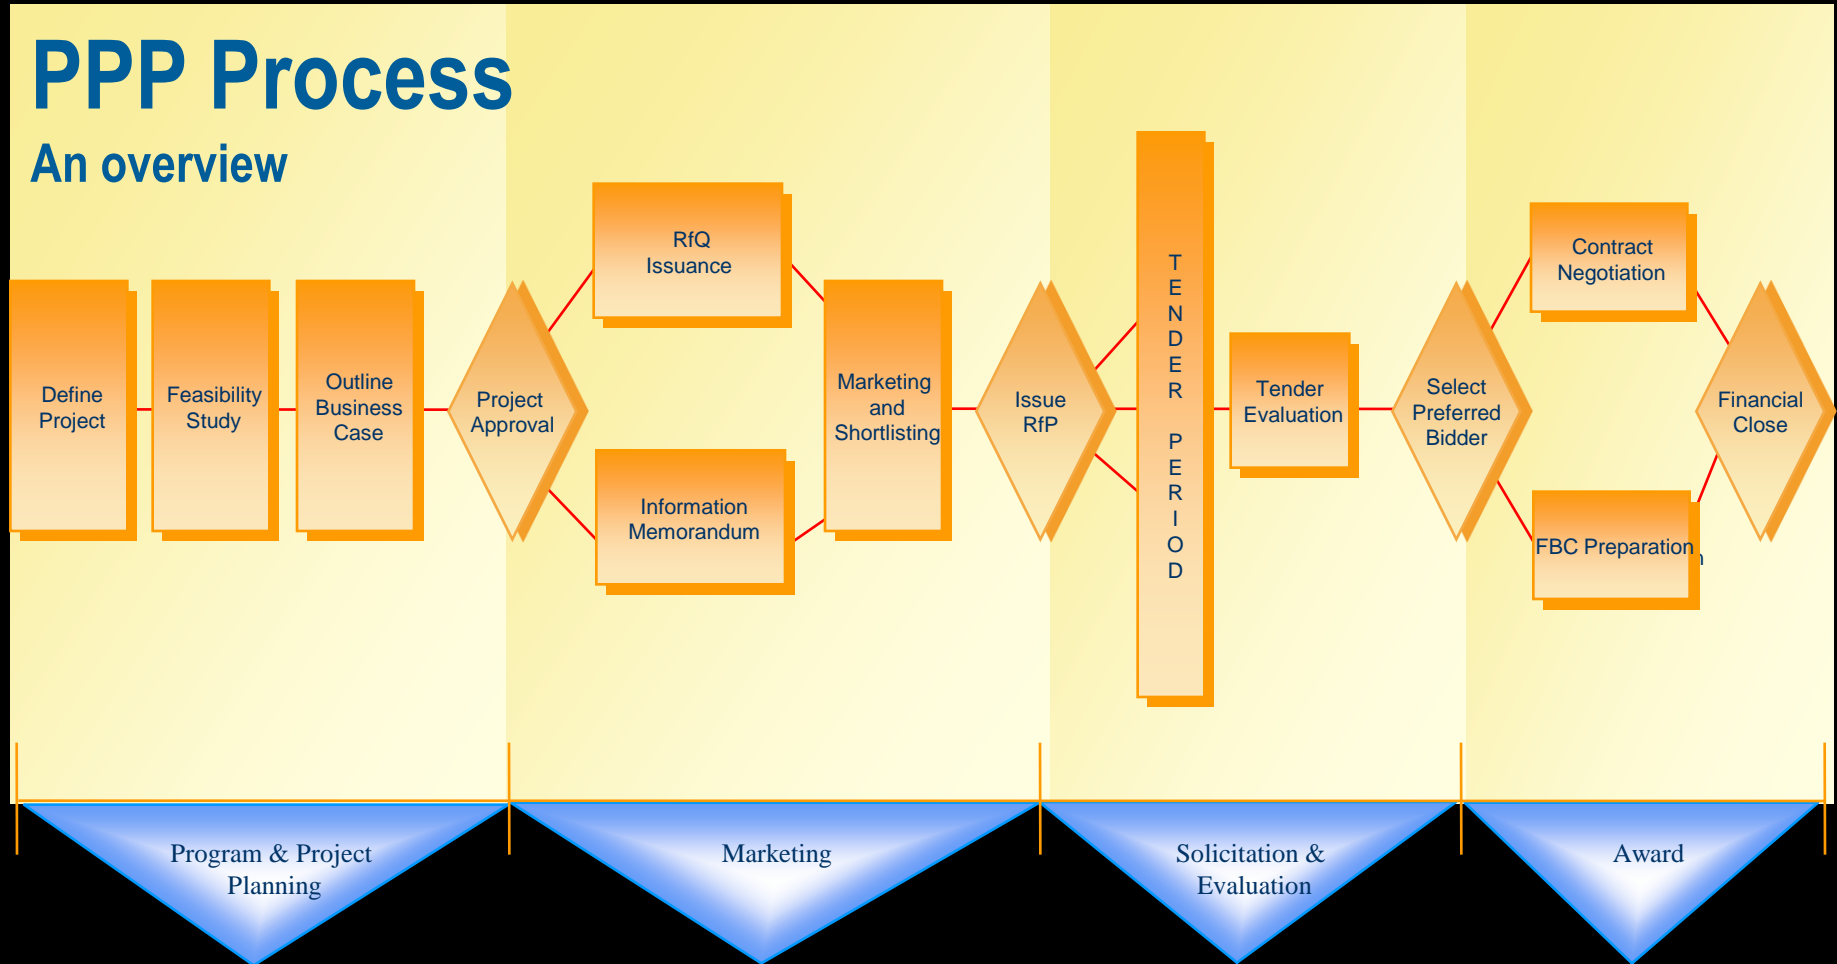 PPP Process
An overview
Define
Project
Feasibility
Study
Outline
Business
Case
Project
Approval
RfQ
Issuance
Information
Memorandum
Marketing
and
Shortlisting
Issue
RfP
T
E
N
D
E
R
P
E
R
I
O
D
Tender
Evaluation
Select
Preferred
Bidder
Contract
Negotiation
FBC Preparation
Financial
Close
Program & Project
Planning
Marketing
Solicitation &
Evaluation
Award